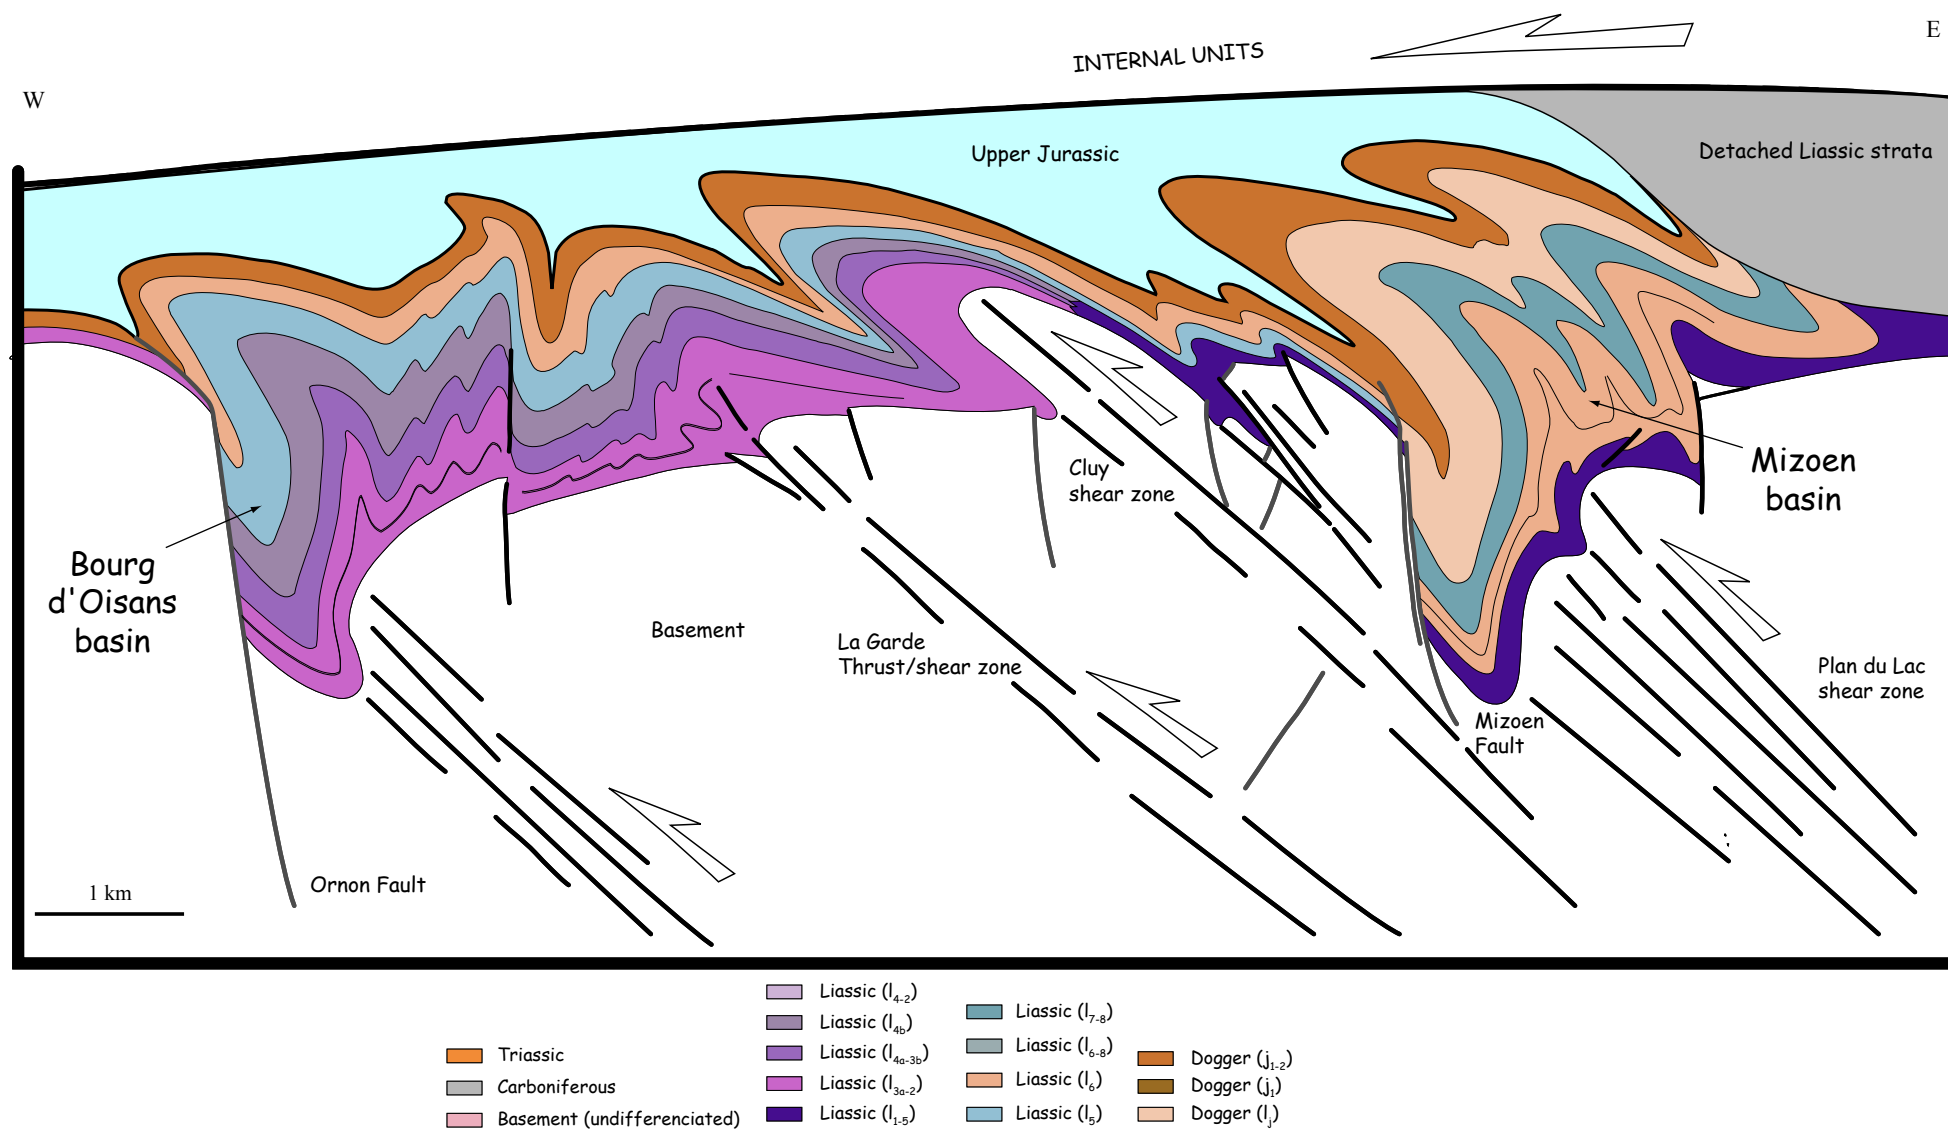 INTERNAL UNITS
E
W
Upper Jurassic
Detached Liassic strata
Cluy
shear zone
Mizoen
basin
Bourg
d'Oisans
basin
Basement
La Garde
Thrust/shear zone
Plan du Lac
shear zone
Mizoen
Fault
Ornon Fault
1 km
Triassic
Carboniferous
Basement (undifferenciated)
Liassic (l4-2)
Liassic (l4b)
Liassic (l4a-3b)
Liassic (l3a-2)
Liassic (l1-5)
Liassic (l7-8)
Liassic (l6-8)
Liassic (l6)
Liassic (l5)
Dogger (j1-2)
Dogger (j1)
Dogger (lj)